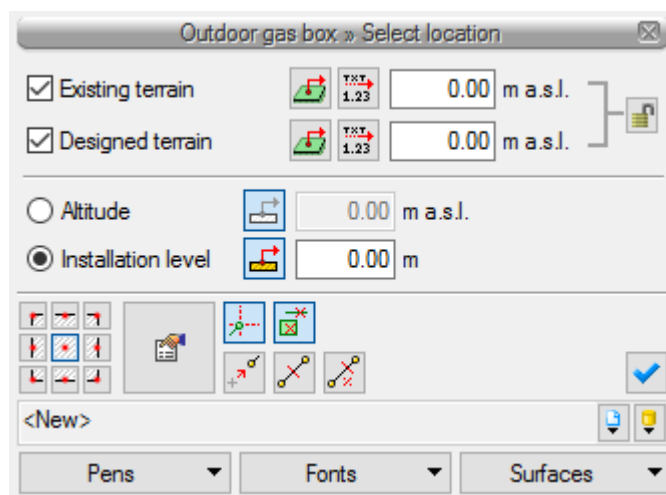 Outdoor gas box » Select location
Existing terrain TXT 1.23 0.00 m a.s.l.
Designed terrain TXT 1.23 0.00 m a.s.l.
Altitude 0.00 m a.s.l.
Installation level 0.00 m
<New>
Pens Fonts Surfaces